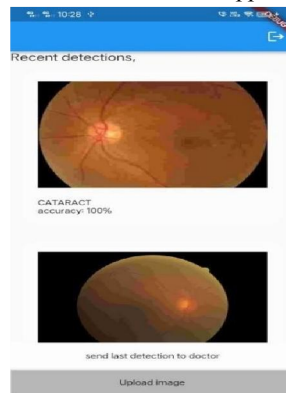 10:28
Recent detections,
CATARACT
accuracy: 100%
send last detection to doctor
Upload image